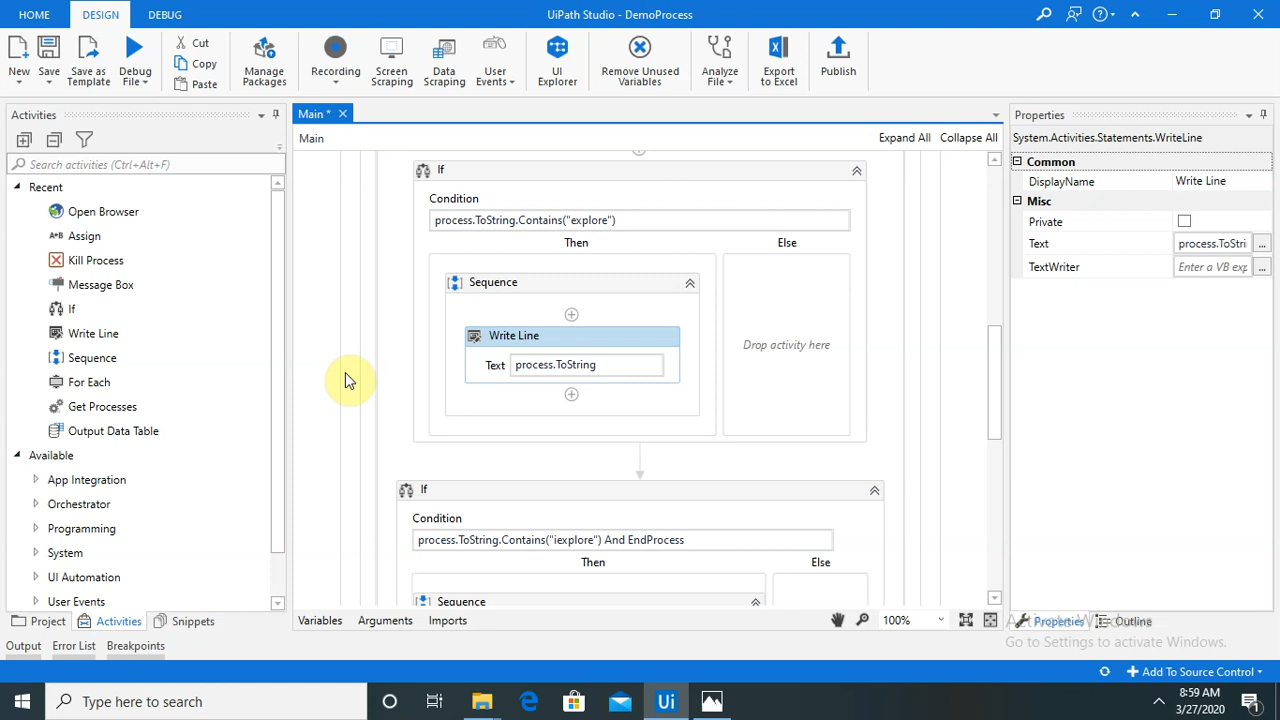 HOME
DESIGN
DEBUG
UiPath Studio - DemoProcess
New
Save
Save as Template
Debug File
Cut
Copy
Paste
Manage Packages
Recording
Screen Scraping
Data Scraping
User Events
UI Explorer
Remove Unused Variables
Analyze File
Export to Excel
Publish
Activities
Main *
Properties
Main
Expand All
Collapse All
System.Activities.Statements.WriteLine
Search activities (Ctrl+Alt+F)
Recent
Open Browser
Assign
A*B
Kill Process
Message Box
If
Write Line
Sequence
For Each
Get Processes
Output Data Table
Available
App Integration
Orchestrator
Programming
System
UI Automation
User Events
If
Condition
process.ToString.Contains("explore")
Then
Else
Sequence
Write Line
Text
process.ToString
Drop activity here
If
Condition
process.ToString.Contains("iexplore") And EndProcess
Then
Else
Sequence
Common
DisplayName
Write Line
Misc
Private
Text
process.ToStri
...
TextWriter
Enter a VB exp
...
Project
Activities
Snippets
Variables
Arguments
Imports
100%
Properties
Outline
Activate Windows
Go to Settings to activate Windows.
Output
Error List
Breakpoints
Add To Source Control
Type here to search
Ui
8:59 AM
3/27/2020
1